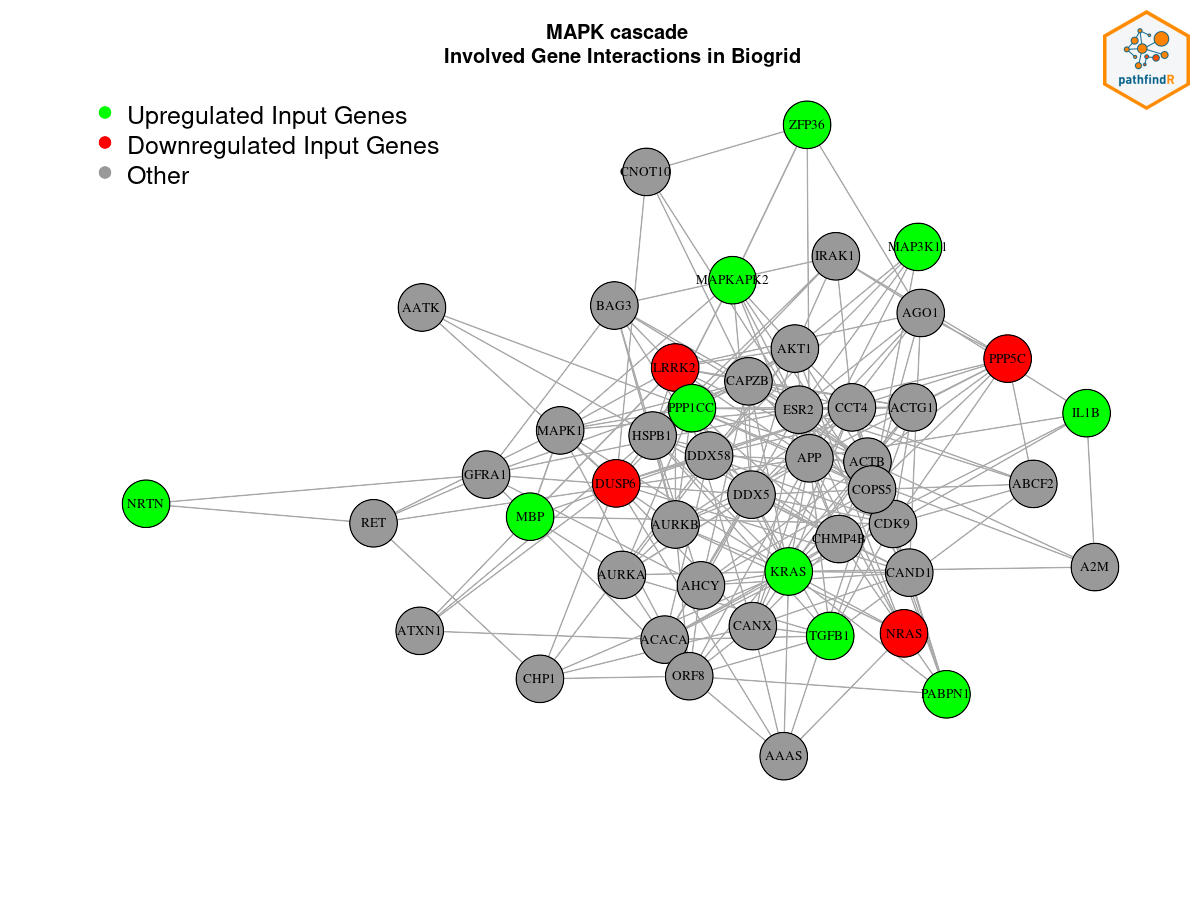 MAPK cascade
Involved Gene Interactions in Biogrid
pathfindR
Upregulated Input Genes
Downregulated Input Genes
Other
ZFP36
CNOT10
MAP3K11
IRAK1
MAPKAPK2
BAG3
AATK
AGO1
AKT1
PPP5C
LRRK2
CAPZB
PPP1CC
ESR2
CCT4
ACTG1
IL1B
MAPK1
HSPB1
DDX58
APP
ACTB
GFRA1
DUSP6
COPS5
ABCF2
DDX5
NRTN
MBP
RET
AURKB
CDK9
CHMP4B
A2M
AURKA
AHCY
KRAS
CAND1
ATXN1
CANX
TGFB1
NRAS
ACACA
CHP1
ORF8
PABPN1
AAAS